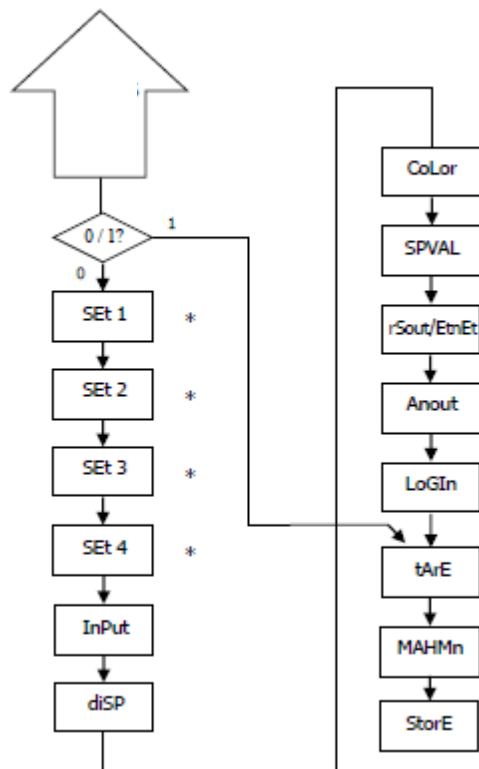 0 / 1?
1
0
SEt 1 *
SEt 2 *
SEt 3 *
SEt 4 *
InPut
diSP
CoLor
SPVAL
rSout/EtnEt
Anout
LoGIn
tArE
MAHMn
StorE